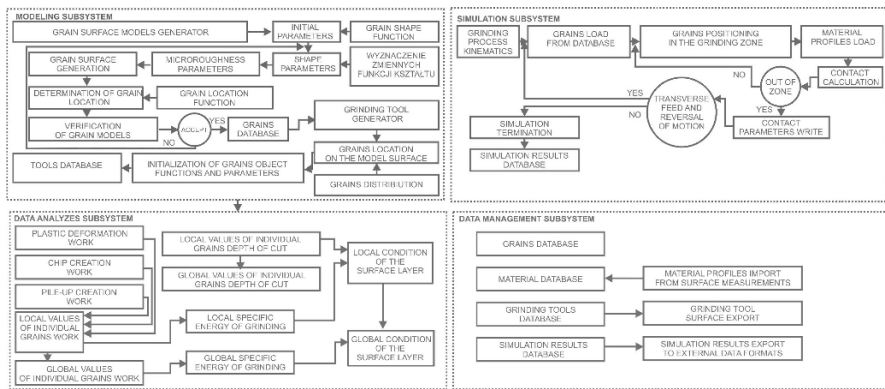 MODELING SUBSYSTEM
GRAIN SURFACE MODELS GENERATOR
INITIAL
PARAMETERS
GRAIN SHAPE
FUNCTION
GRAIN SURFACE
GENERATION
MICROROUGHNESS
PARAMETERS
SHAPE
PARAMETERS
WYZNACZENIE
ZMIENNYCH
FUNKCJI KSZTAŁTU
DETERMINATION OF GRAIN
LOCATION
GRAIN LOCATION
FUNCTION
VERIFICATION
OF GRAIN MODELS
ACCEPT
YES
NO
GRAINS
DATABASE
GRINDING TOOL
GENERATOR
TOOLS DATABASE
INITIALIZATION OF GRAINS OBJECT
FUNCTIONS AND PARAMETERS
GRAINS LOCATION
ON THE MODEL SURFACE
GRAINS DISTRIBIUTION
SIMULATION SUBSYSTEM
GRINDING
PROCESS
KINEMATICS
GRAINS LOAD
FROM DATABASE
GRAINS POSITIONING
IN THE GRINDING ZONE
MATERIAL
PROFILES LOAD
NO
OUT OF
ZONE
CONTACT
CALCULATION
YES
YES
NO
TRANSVERSE
FEED AND
REVERSAL
OF MOTION
CONTACT
PARAMETERS WRITE
SIMULATION
TERMINATION
SIMULATION RESULTS
DATABASE
DATA ANALYZES SUBSYSTEM
PLASTIC DEFORMATION
WORK
CHIP CREATION
WORK
PILE-UP CREATION
WORK
LOCAL VALUES
OF INDIVIDUAL
GRAINS WORK
GLOBAL VALUES
OF INDIVIDUAL GRAINS WORK
LOCAL VALUES OF INDIVIDUAL
GRAINS DEPTH OF CUT
GLOBAL VALUES OF INDIVIDUAL
GRAINS DEPTH OF CUT
LOCAL SPECIFIC
ENERGY OF GRINDING
GLOBAL SPECIFIC
ENERGY OF GRINDING
LOCAL CONDITION
OF THE
SURFACE LAYER
GLOBAL CONDITION
OF THE
SURFACE LAYER
DATA MANAGEMENT SUBSYSTEM
GRAINS DATABASE
MATERIAL DATABASE
MATERIAL PROFILES IMPORT
FROM SURFACE MEASUREMENTS
GRINDING TOOLS
DATABASE
GRINDING TOOL
SURFACE EXPORT
SIMULATION RESULTS
DATABASE
SIMULATION RESULTS EXPORT
TO EXTERNAL DATA FORMATS